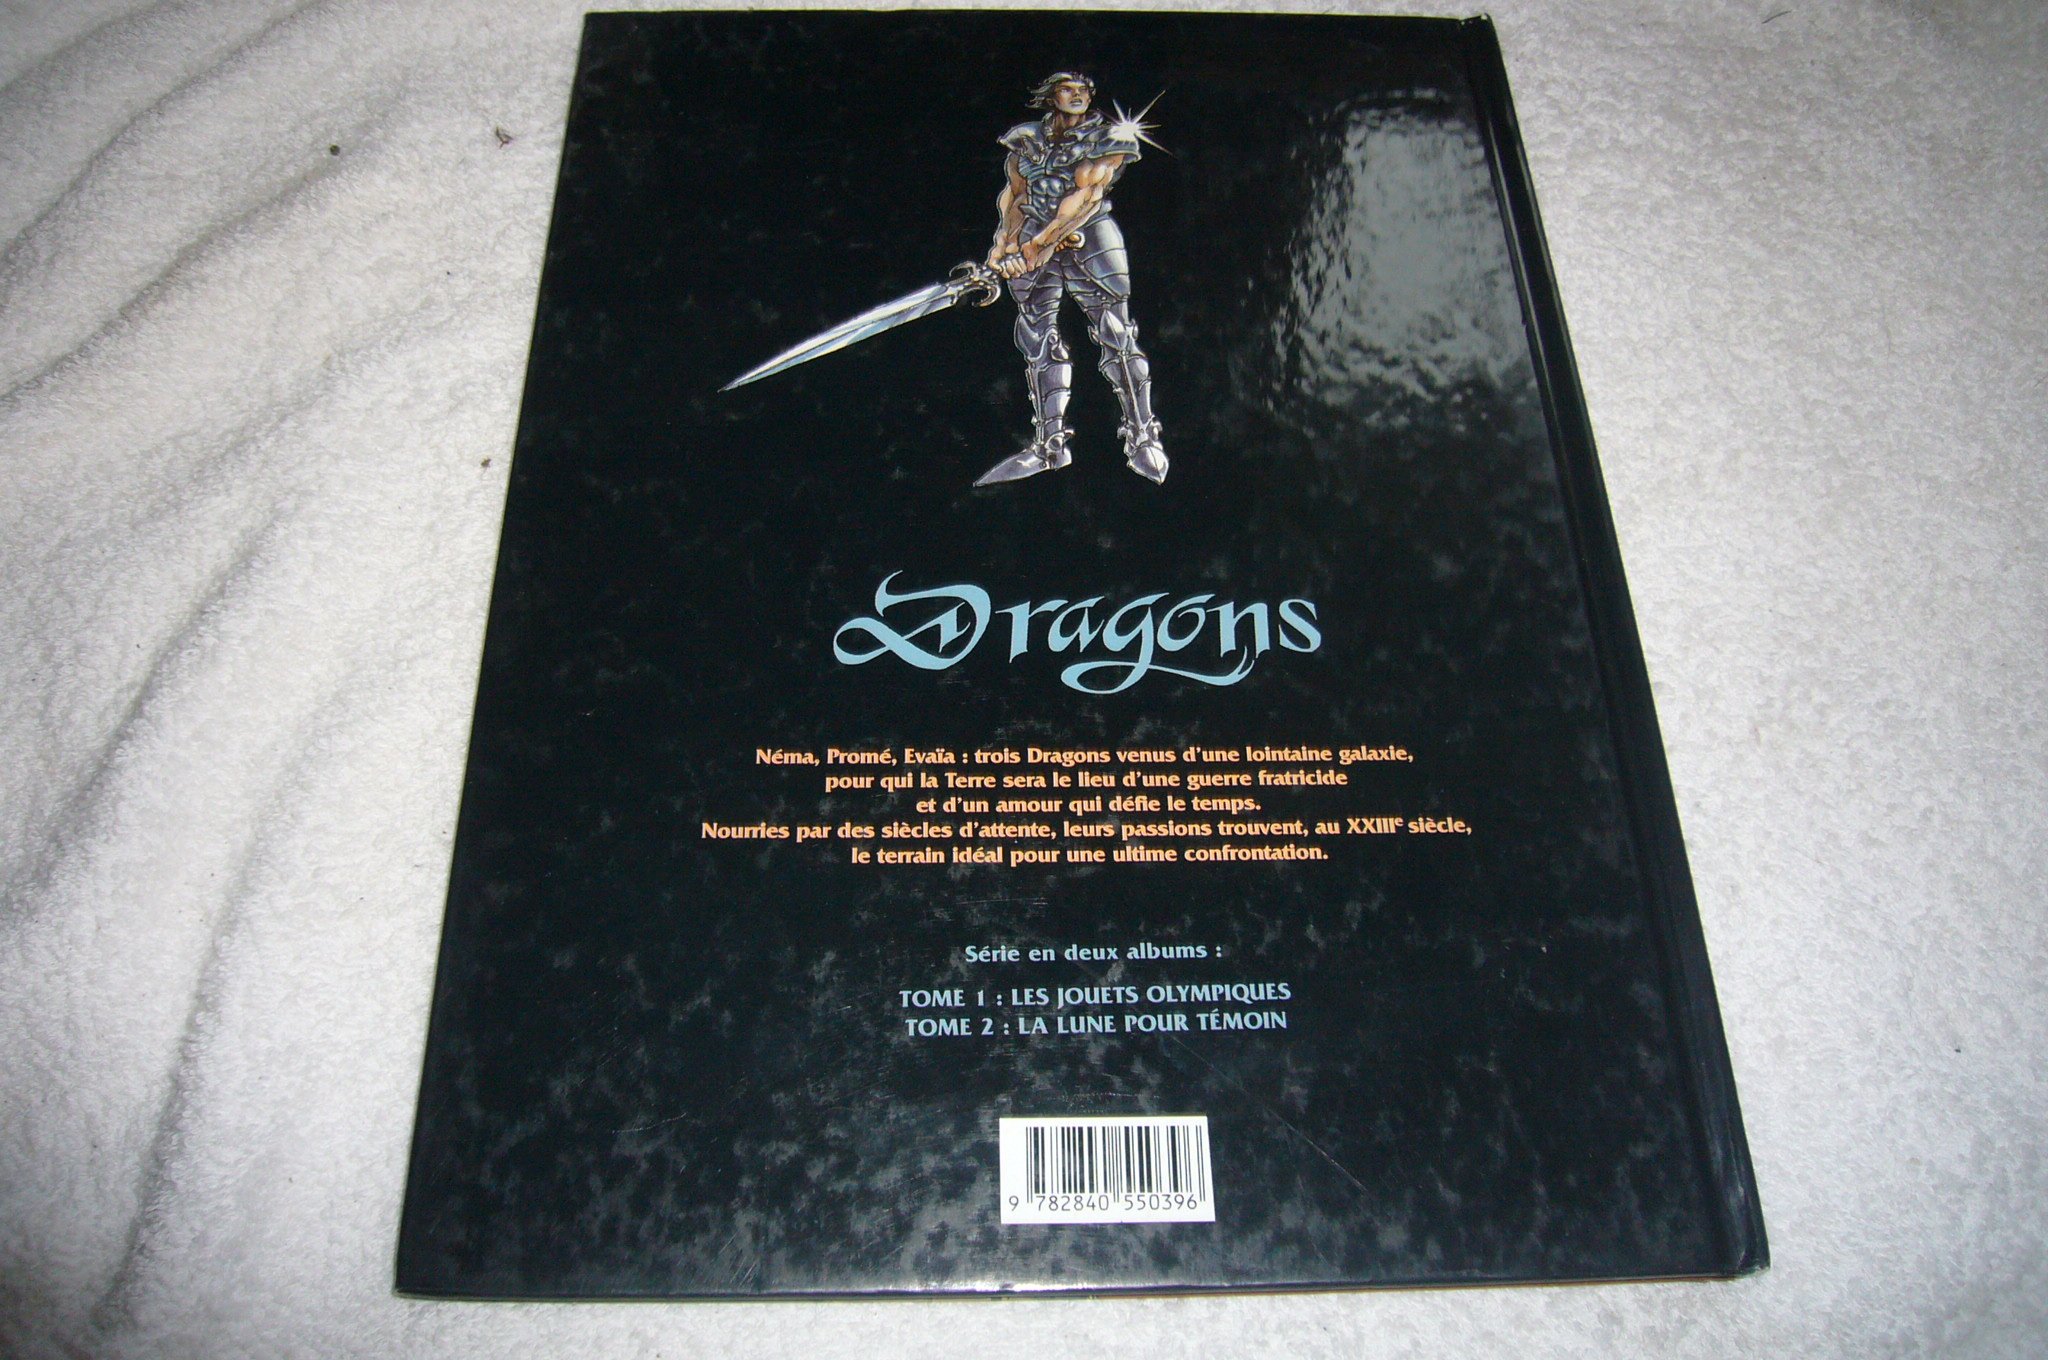 Dragons
Néma, Promé, Evaïa : trois Dragons venus d'une lointaine galaxie,
pour qui la Terre sera le lieu d'une guerre fratricide
et d'un amour qui défie le temps.
Nourries par des siècles d'attente, leurs passions trouvent, au XXIIIe siècle,
le terrain idéal pour une ultime confrontation.
Série en deux albums :
TOME 1 : LES JOUETS OLYMPIQUES
TOME 2 : LA LUNE POUR TÉMOIN
9 782840 550396